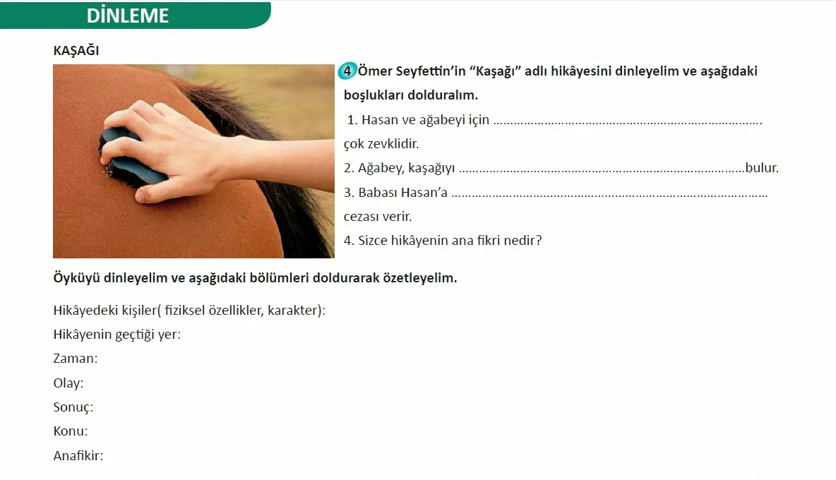 DİNLEME
KAŞAĞI
4 Ömer Seyfettin'in "Kaşağı" adlı hikâyesini dinleyelim ve aşağıdaki
boşlukları dolduralım.
1. Hasan ve ağabeyi için ……………………………………………………………………….
çok zevklidir.
2. Ağabey, kaşağıyı ……………………………………………………………………………bulur.
3. Babası Hasan'a ……………………………………………………………………………………
cezası verir.
4. Sizce hikâyenin ana fikri nedir?
Öyküyü dinleyelim ve aşağıdaki bölümleri doldurarak özetleyelim.
Hikâyedeki kişiler( fiziksel özellikler, karakter):
Hikâyenin geçtiği yer:
Zaman:
Olay:
Sonuç:
Konu:
Anafikir: